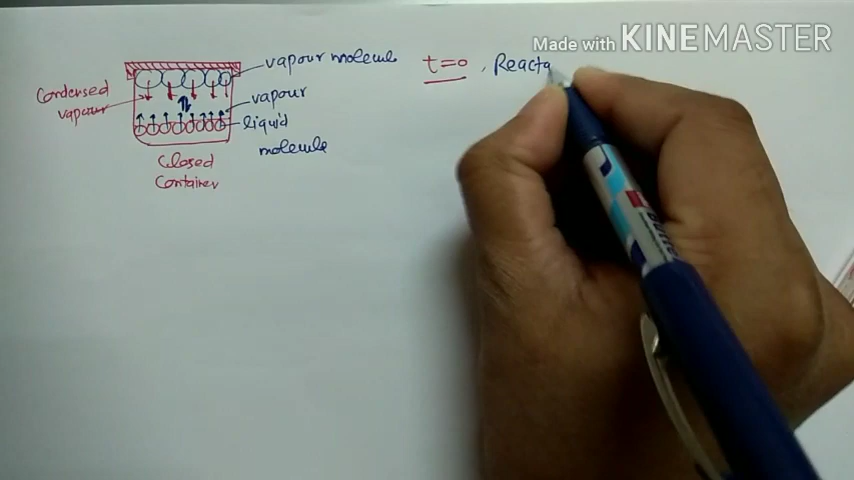 Made with KINEMASTER
vapour molecule
t=0, Reacta
Condensed
vapour
vapour
liquid
molecule
Closed
Container